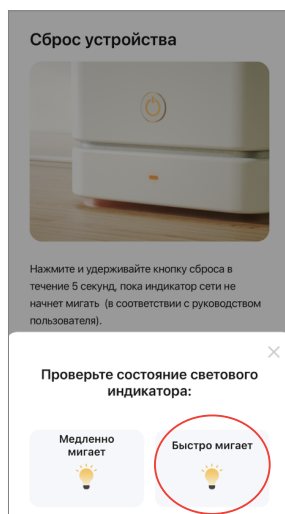 Сброс устройства
Нажмите и удерживайте кнопку сброса в
течение 5 секунд, пока индикатор сети не
начнет мигать (в соответствии с руководством
пользователя).
Проверьте состояние светового
индикатора:
Медленно
мигает
Быстро мигает